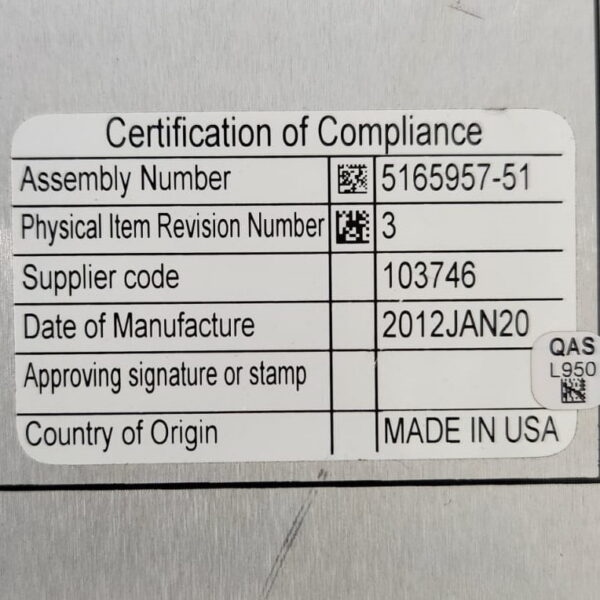 Certification of Compliance
Assembly Number 5165957-51
Physical Item Revision Number 3
Supplier code 103746
Date of Manufacture 2012JAN20
QAS
L950
Approving signature or stamp
Country of Origin MADE IN USA